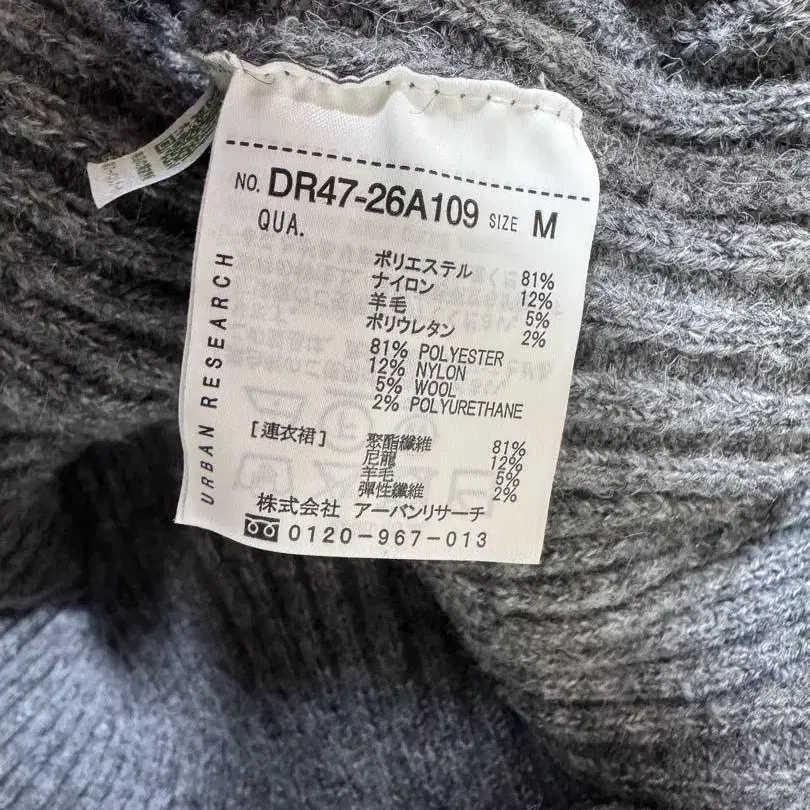 NO. DR47-26A109 SIZE M
QUA.
ポリエステル 81%
ナイロン 12%
羊毛 5%
ポリウレタン 2%
81% POLYESTER
12% NYLON
5% WOOL
2% POLYURETHANE
[連衣裙] 聚酯纖維 81%
尼龍 12%
羊毛 5%
彈性纖維 2%
株式会社 アーバンリサーチ
0120-967-013
URBAN RESEARCH